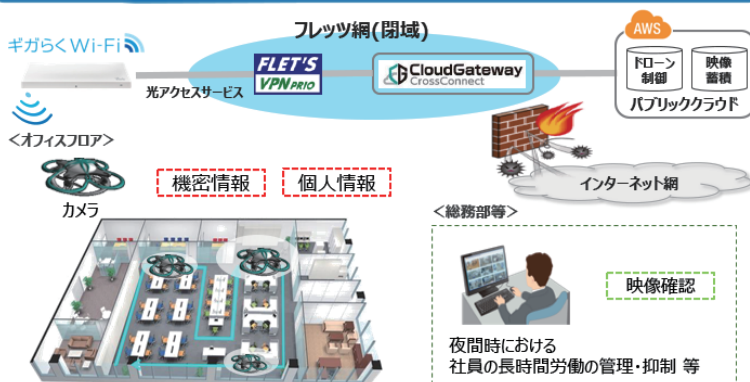 フレッツ網(閉域)
AWS
ギガらくWi-Fi
FLET'S
VPN PRIO
CloudGateway
CrossConnect
ドローン
制御
映像
蓄積
光アクセスサービス
パブリッククラウド
<オフィスフロア>
機密情報
個人情報
インターネット網
カメラ
<総務部等>
映像確認
夜間時における
社員の長時間労働の管理・抑制 等